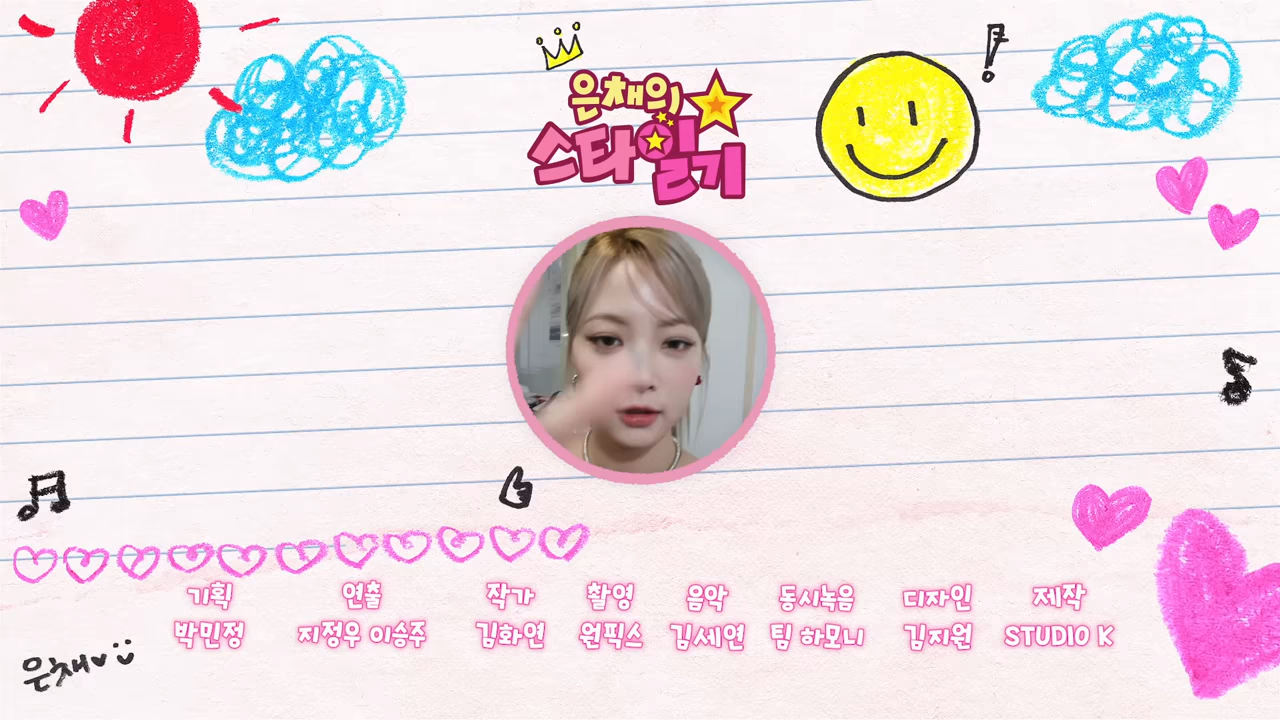 은채의
스타일기
기획 연출 작가 촬영 음악 동시녹음 디자인 제작
박민정 지정우 이승주 김화연 원픽스 김세연 팀 하모니 김지원 STUDIO K
은채♥